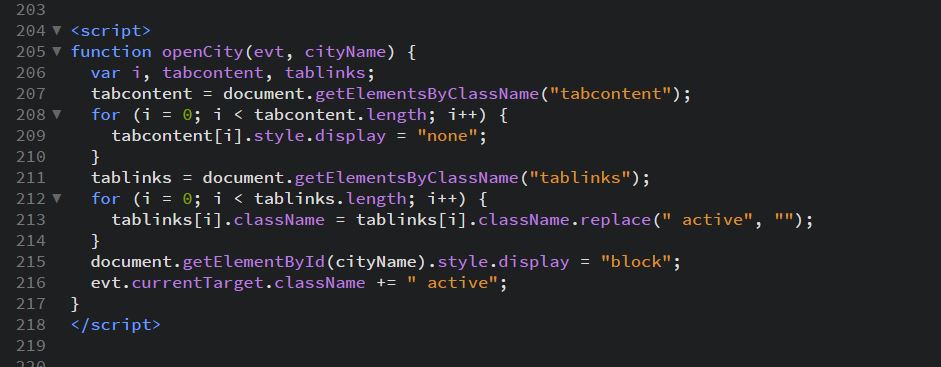 203
204 <script>
205 function openCity(evt, cityName) {
206 var i, tabcontent, tablinks;
207 tabcontent = document.getElementsByClassName("tabcontent");
208 for (i = 0; i < tabcontent.length; i++) {
209 tabcontent[i].style.display = "none";
210 }
211 tablinks = document.getElementsByClassName("tablinks");
212 for (i = 0; i < tablinks.length; i++) {
213 tablinks[i].className = tablinks[i].className.replace(" active", "");
214 }
215 document.getElementById(cityName).style.display = "block";
216 evt.currentTarget.className += " active";
217 }
218 </script>
219
220